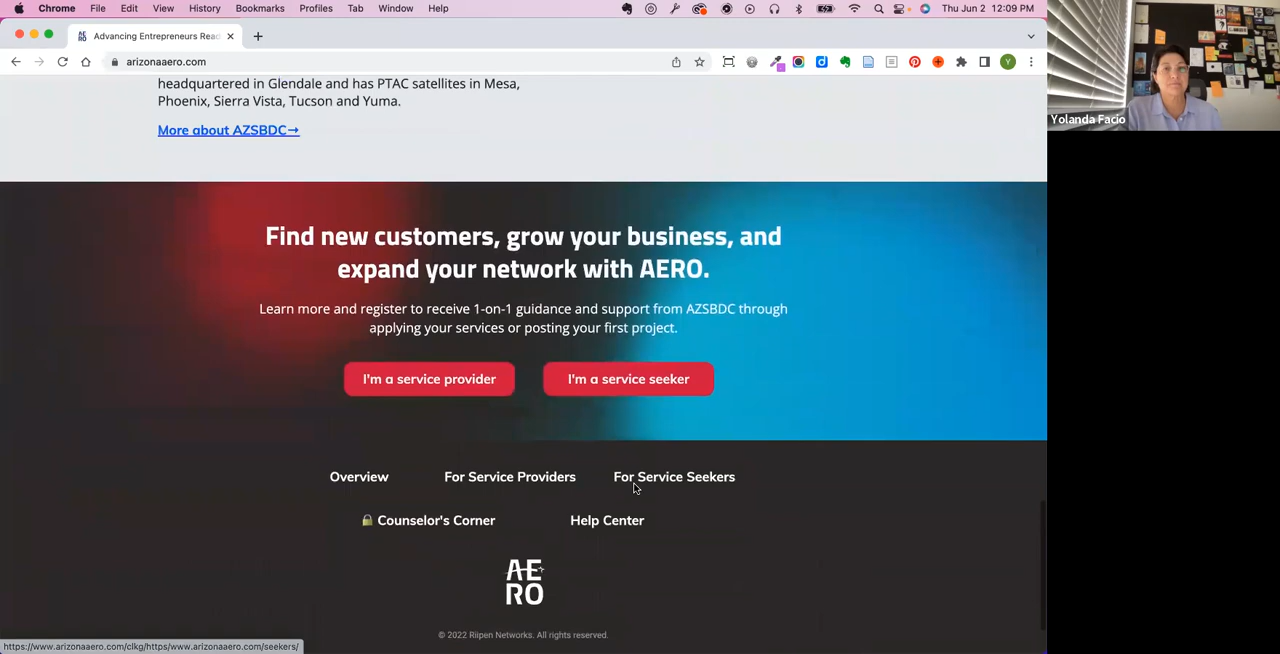 Chrome File Edit View History Bookmarks Profiles Tab Window Help Thu Jun 2 12:09 PM
Advancing Entrepreneurs Rea
arizonaaero.com
Y
headquartered in Glendale and has PTAC satellites in Mesa,
Phoenix, Sierra Vista, Tucson and Yuma.
More about AZSBDC→
Yolanda Facio
Find new customers, grow your business, and
expand your network with AERO.
Learn more and register to receive 1-on-1 guidance and support from AZSBDC through
applying your services or posting your first project.
I'm a service provider I'm a service seeker
Overview For Service Providers For Service Seekers
Counselor's Corner Help Center
AE
RO
© 2022 Riipen Networks. All rights reserved.
https://www.arizonaaero.com/clkg/https/www.arizonaaero.com/seekers/